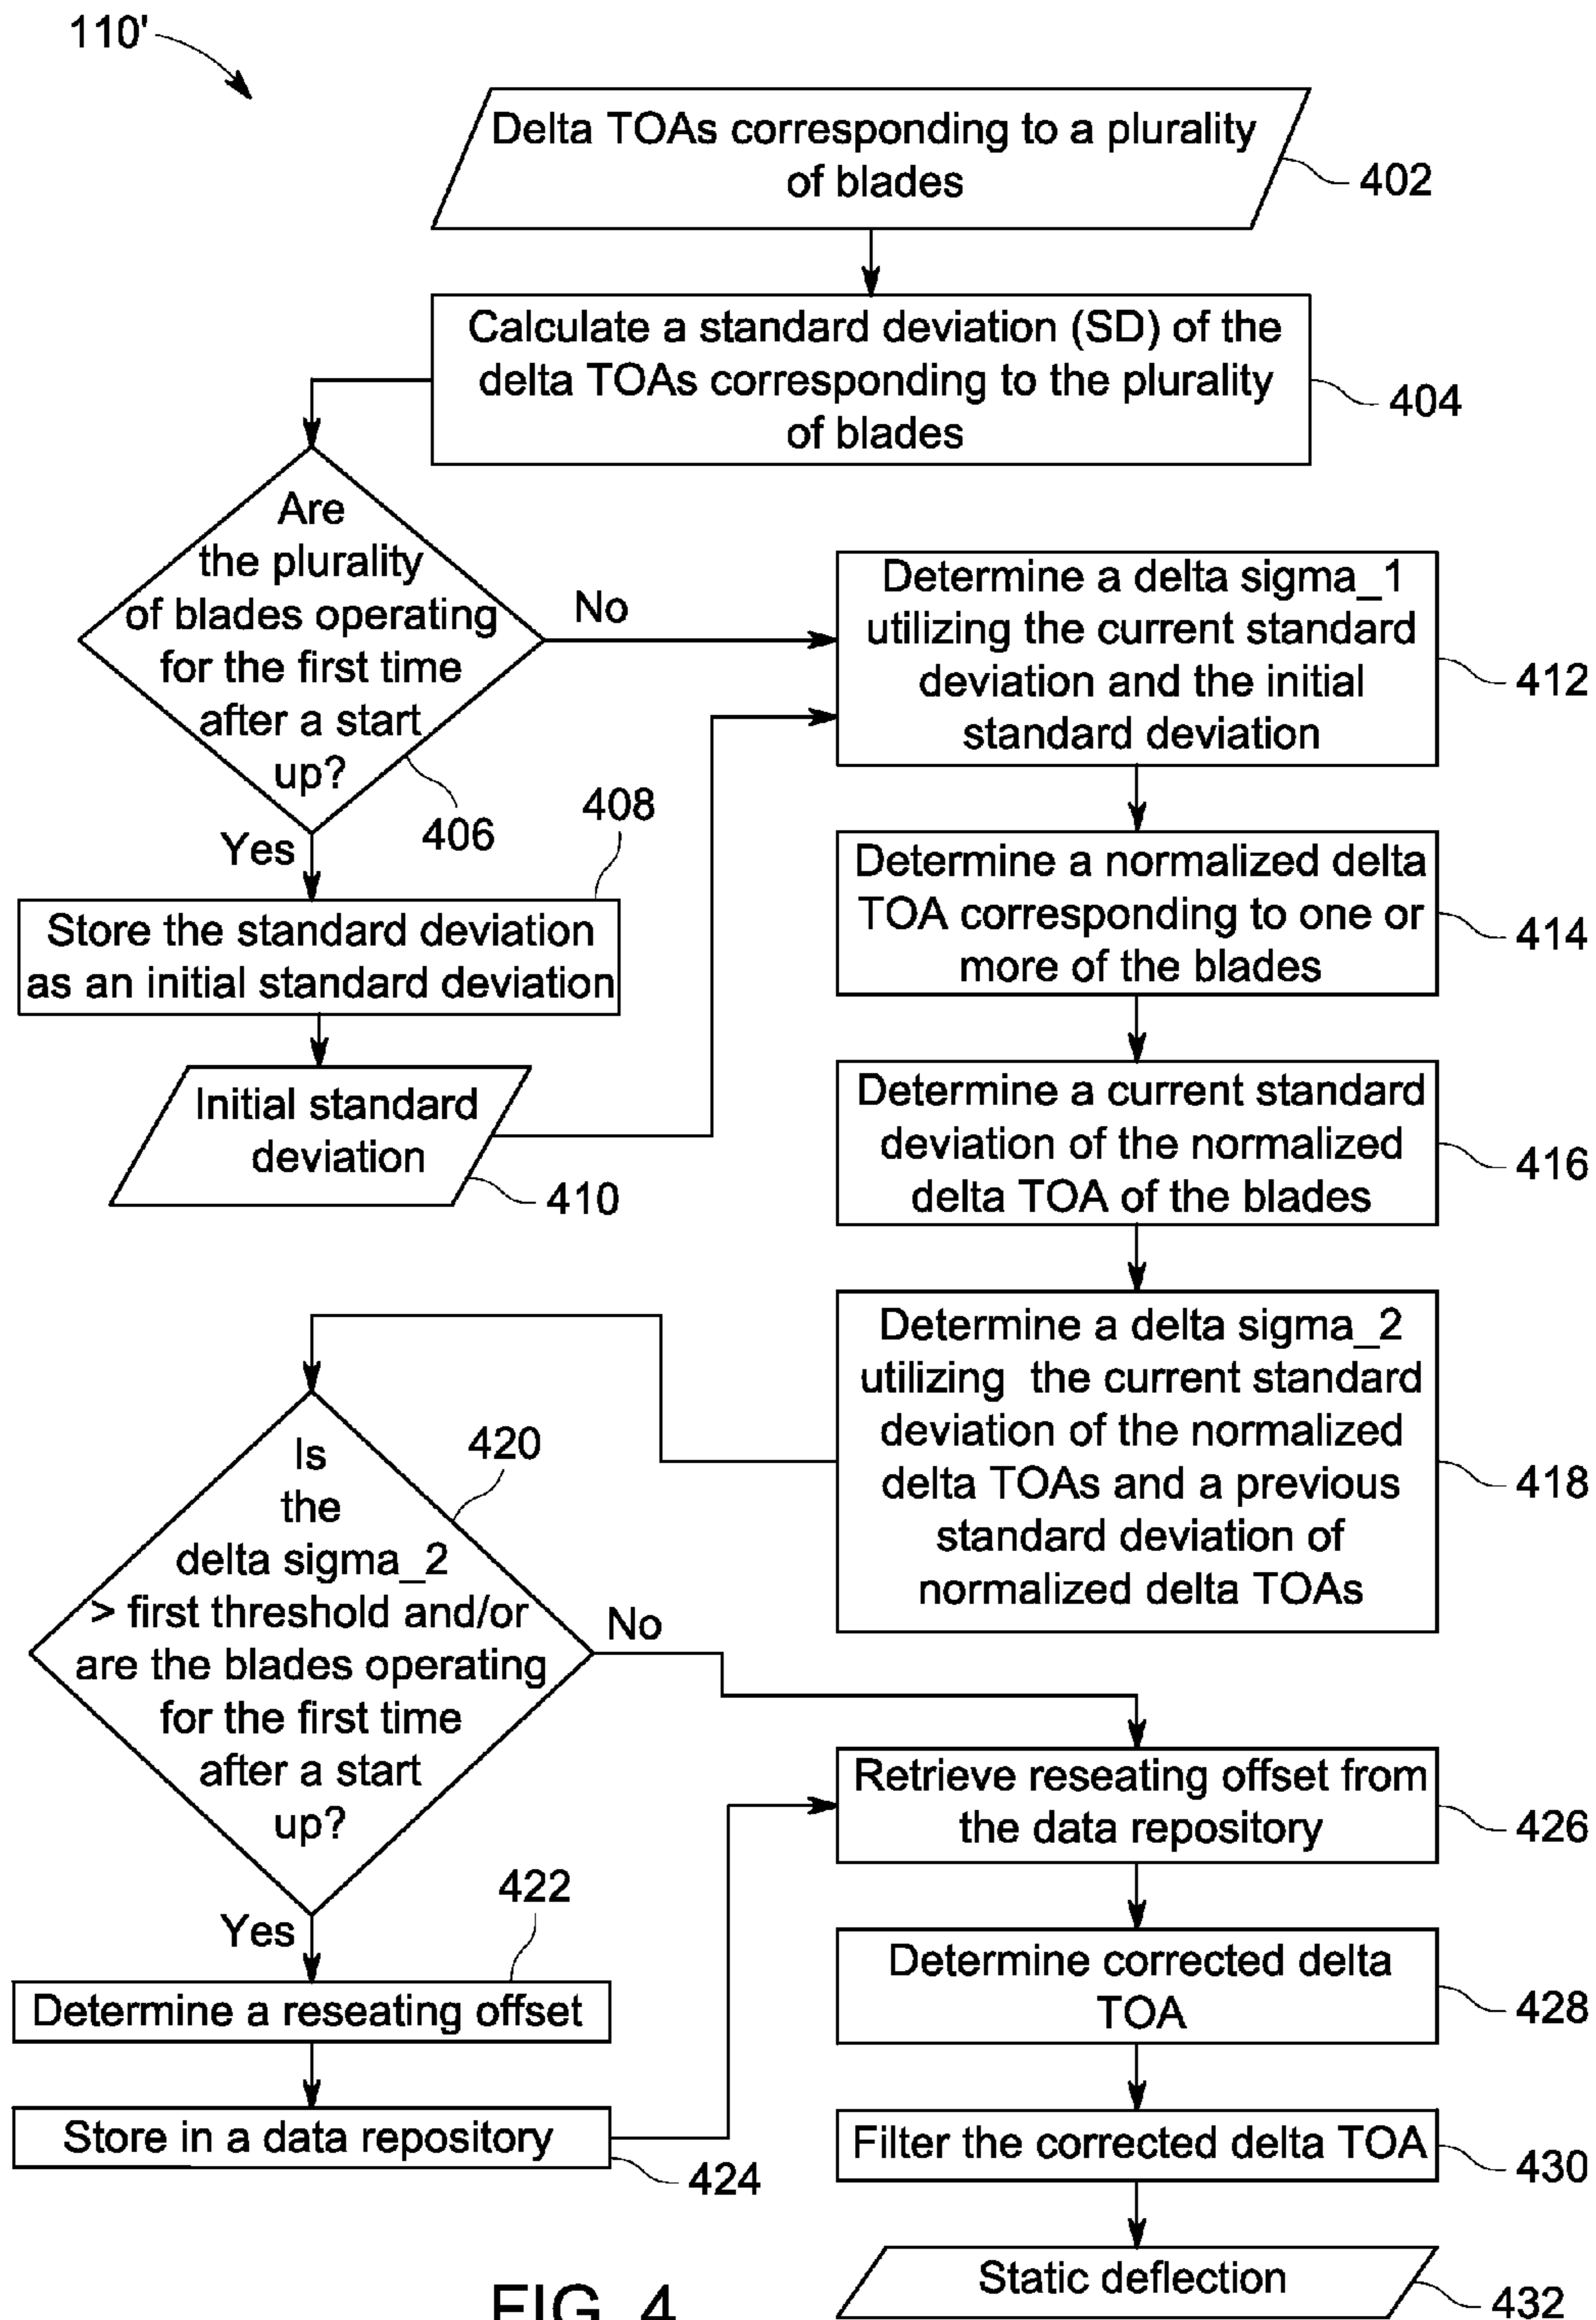 110'
Delta TOAs corresponding to a plurality
of blades
402
Calculate a standard deviation (SD) of the
delta TOAs corresponding to the plurality
of blades
404
Are
the plurality
of blades operating
for the first time
after a start
up?
406
No
Yes
408
Store the standard deviation
as an initial standard deviation
Initial standard
deviation
410
Determine a delta sigma_1
utilizing the current standard
deviation and the initial
standard deviation
412
Determine a normalized delta
TOA corresponding to one or
more of the blades
414
Determine a current standard
deviation of the normalized
delta TOA of the blades
416
Determine a delta sigma_2
utilizing the current standard
deviation of the normalized
delta TOAs and a previous
standard deviation of
normalized delta TOAs
418
Is
the
delta sigma_2
> first threshold and/or
are the blades operating
for the first time
after a start
up?
420
No
Yes
422
Determine a reseating offset
Store in a data repository
424
Retrieve reseating offset from
the data repository
426
Determine corrected delta
TOA
428
Filter the corrected delta TOA
430
Static deflection
432
FIG. 4